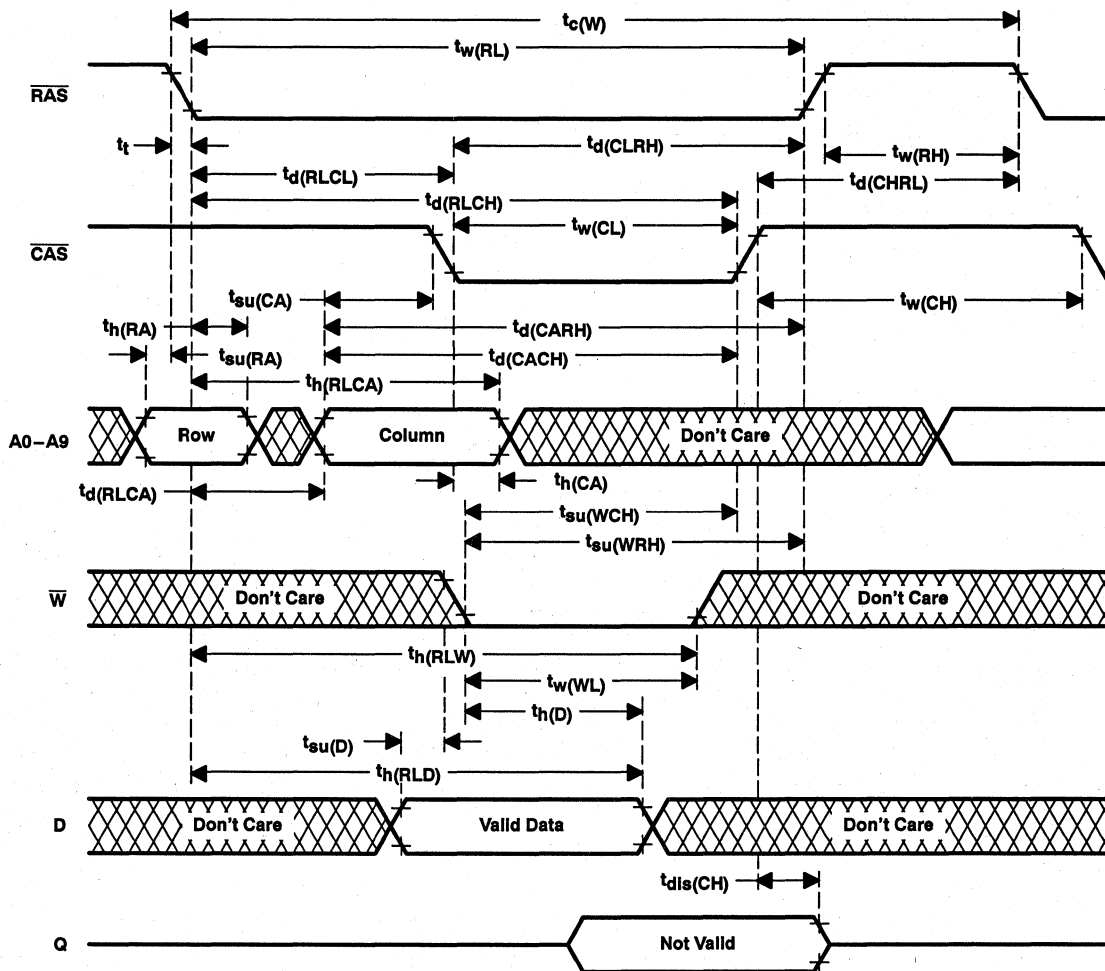 tc(W)
tw(RL)
RAS
tt
td(CLRH)
tw(RH)
td(RLCL)
td(CHRL)
td(RLCH)
tw(CL)
CAS
tsu(CA)
tw(CH)
th(RA)
td(CARH)
tsu(RA)
td(CACH)
th(RLCA)
A0–A9
Row
Column
Don't Care
td(RLCA)
th(CA)
tsu(WCH)
tsu(WRH)
W
Don't Care
Don't Care
th(RLW)
tw(WL)
th(D)
tsu(D)
th(RLD)
D
Don't Care
Valid Data
Don't Care
tdis(CH)
Q
Not Valid